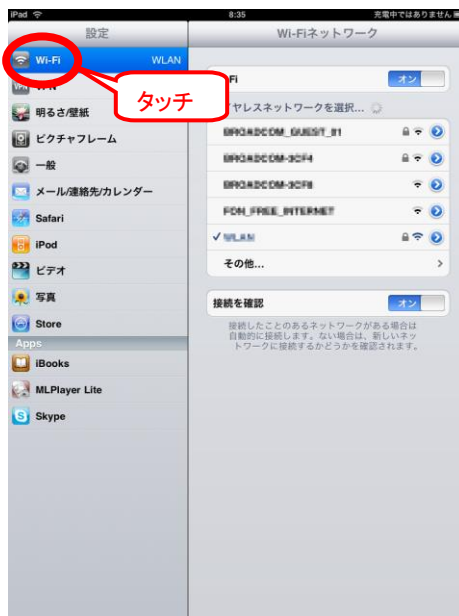 iPad 8:35 充電中ではありません
設定
Wi-Fi WLAN
タッチ
明るさ/壁紙
ピクチャフレーム
一般
メール/連絡先/カレンダー
Safari
iPod
ビデオ
写真
Store
Apps
iBooks
MLPlayer Lite
Skype
Wi-Fiネットワーク
Fi オン
イヤレスネットワークを選択...
FON_FREE_INTERNET
WLAN
その他...
接続を確認 オン
接続したことのあるネットワークがある場合は
自動的に接続します。ない場合は、新しいネッ
トワークに接続するかどうかを確認されます。